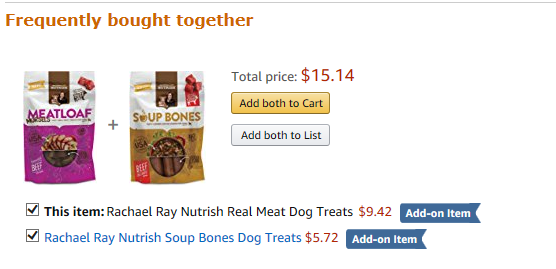 Frequently bought together
MEATLOAF
MORSELS
SOUP BONES
+
Total price: $15.14
Add both to Cart
Add both to List
This item: Rachael Ray Nutrish Real Meat Dog Treats $9.42 Add-on Item
Rachael Ray Nutrish Soup Bones Dog Treats $5.72 Add-on Item